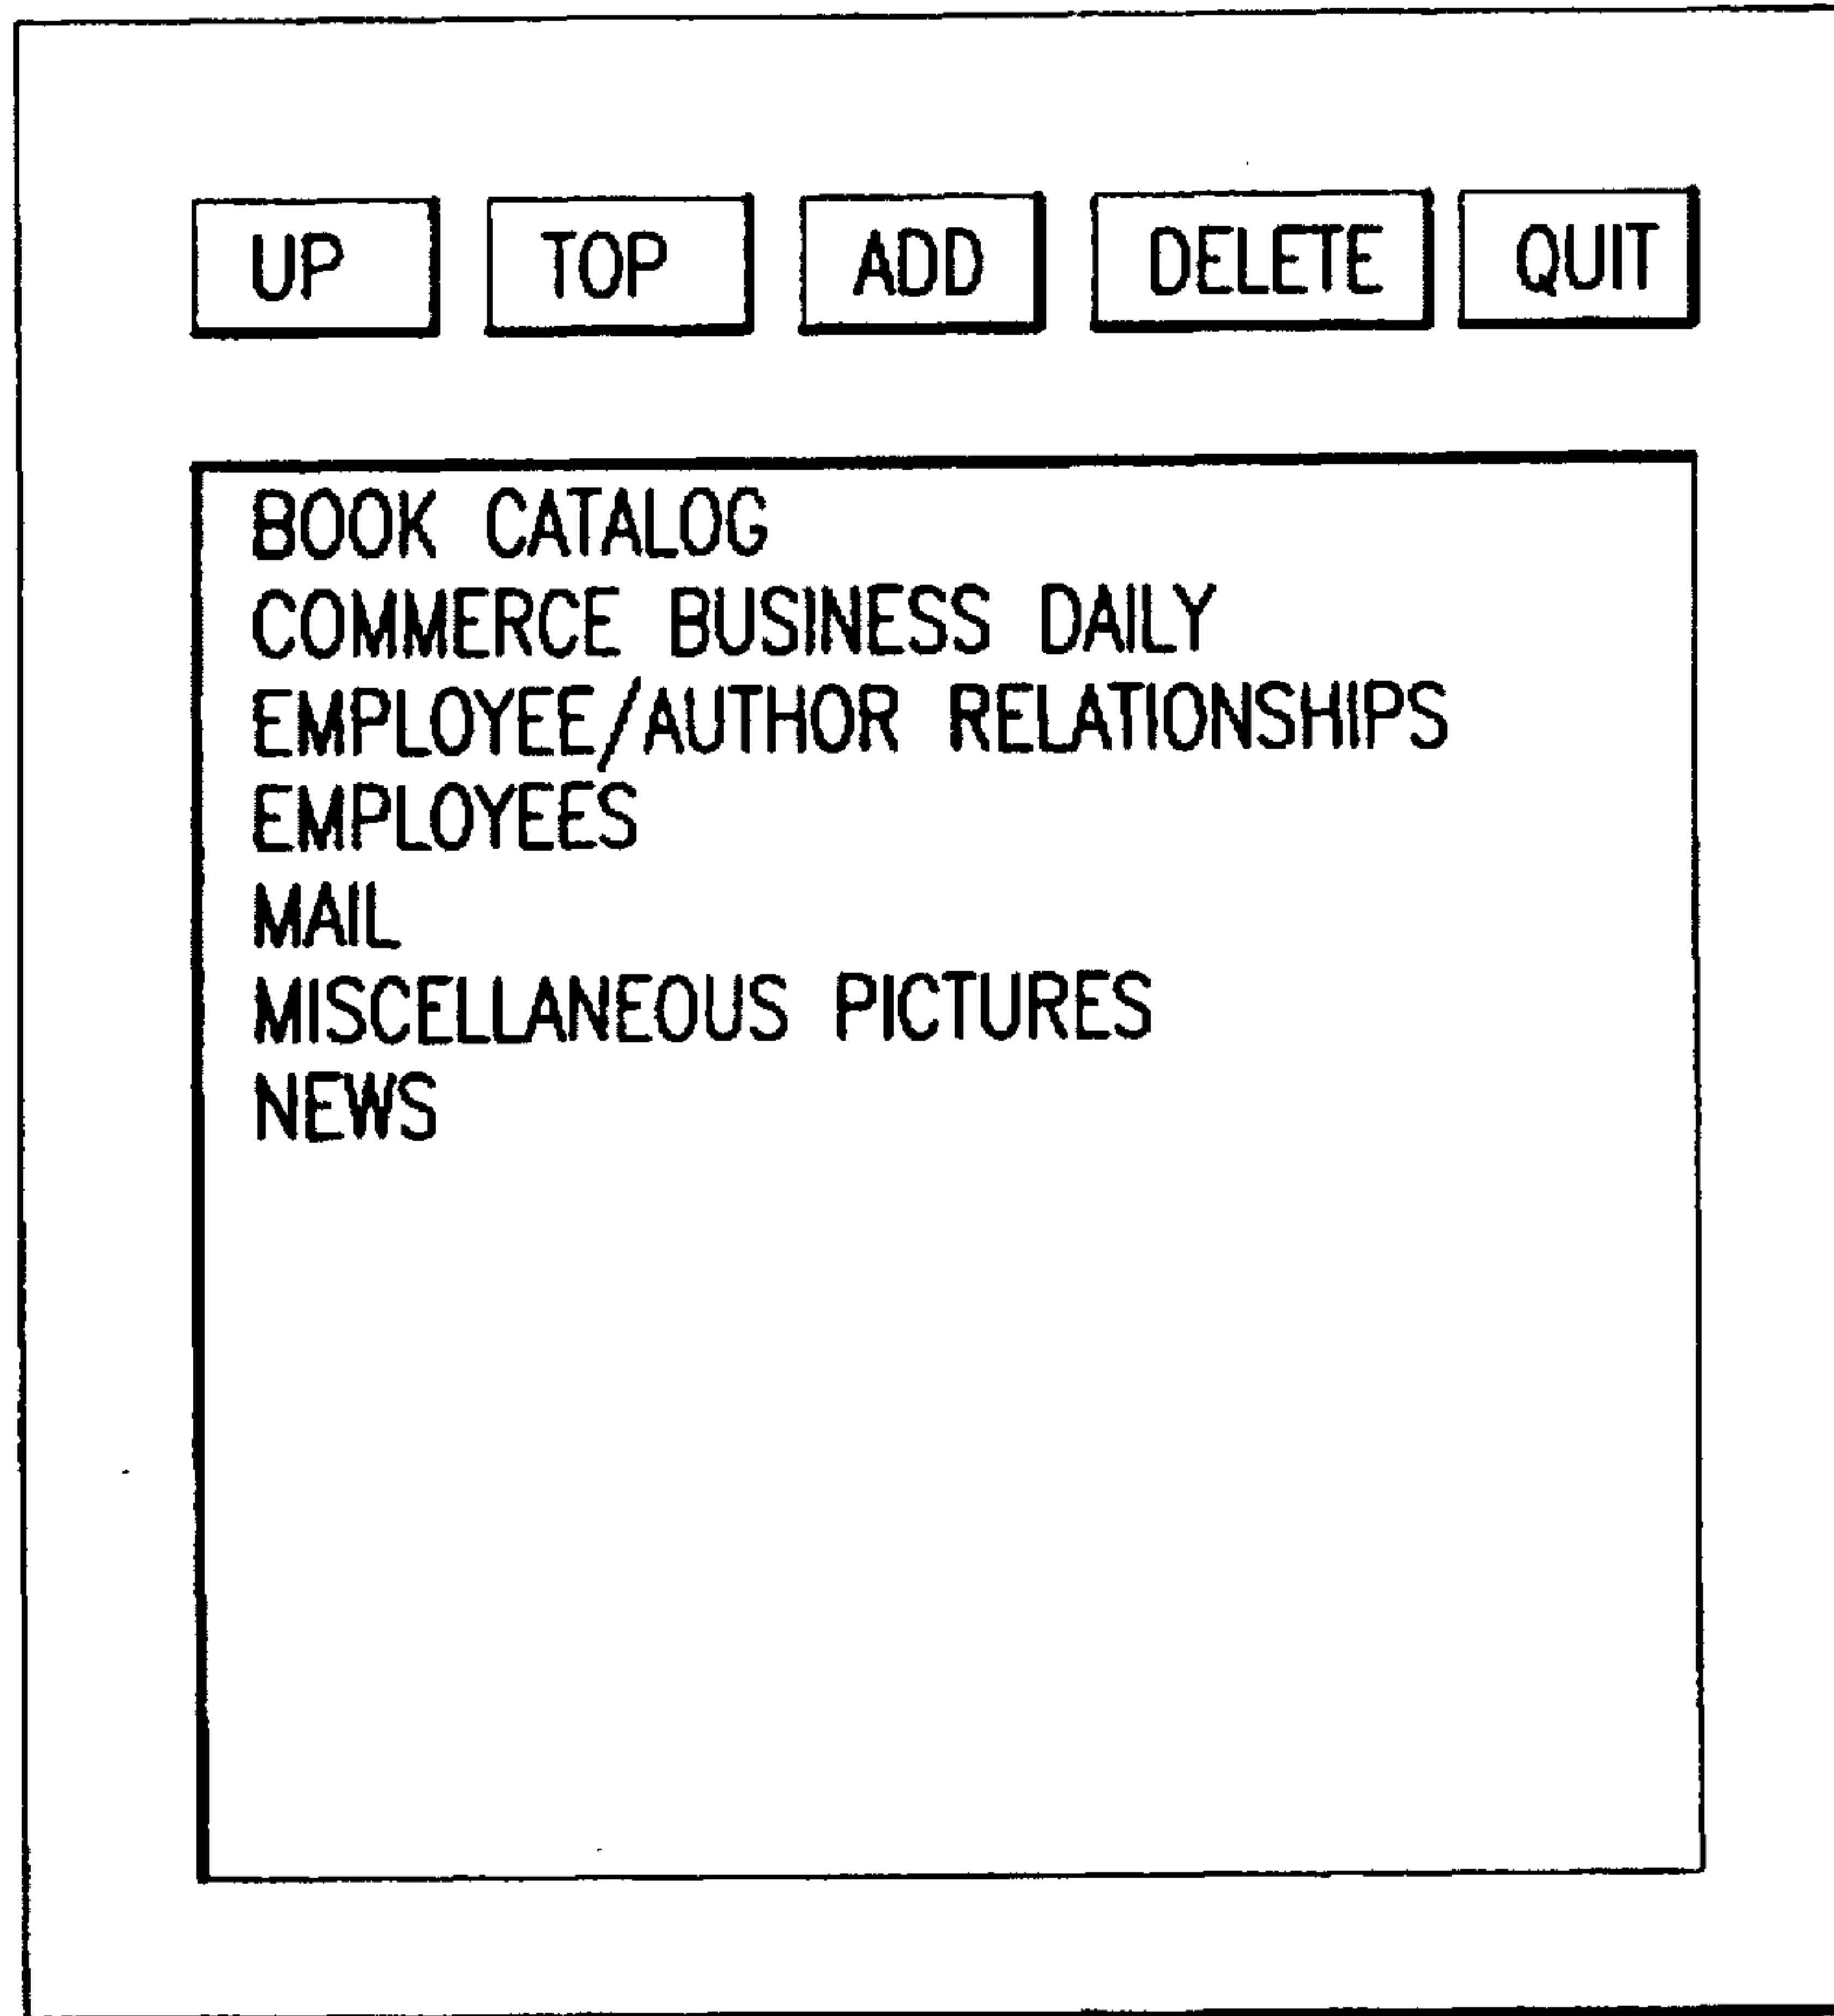 UP TOP ADD DELETE QUIT
BOOK CATALOG
COMMERCE BUSINESS DAILY
EMPLOYEE/AUTHOR RELATIONSHIPS
EMPLOYEES
MAIL
MISCELLANEOUS PICTURES
NEWS